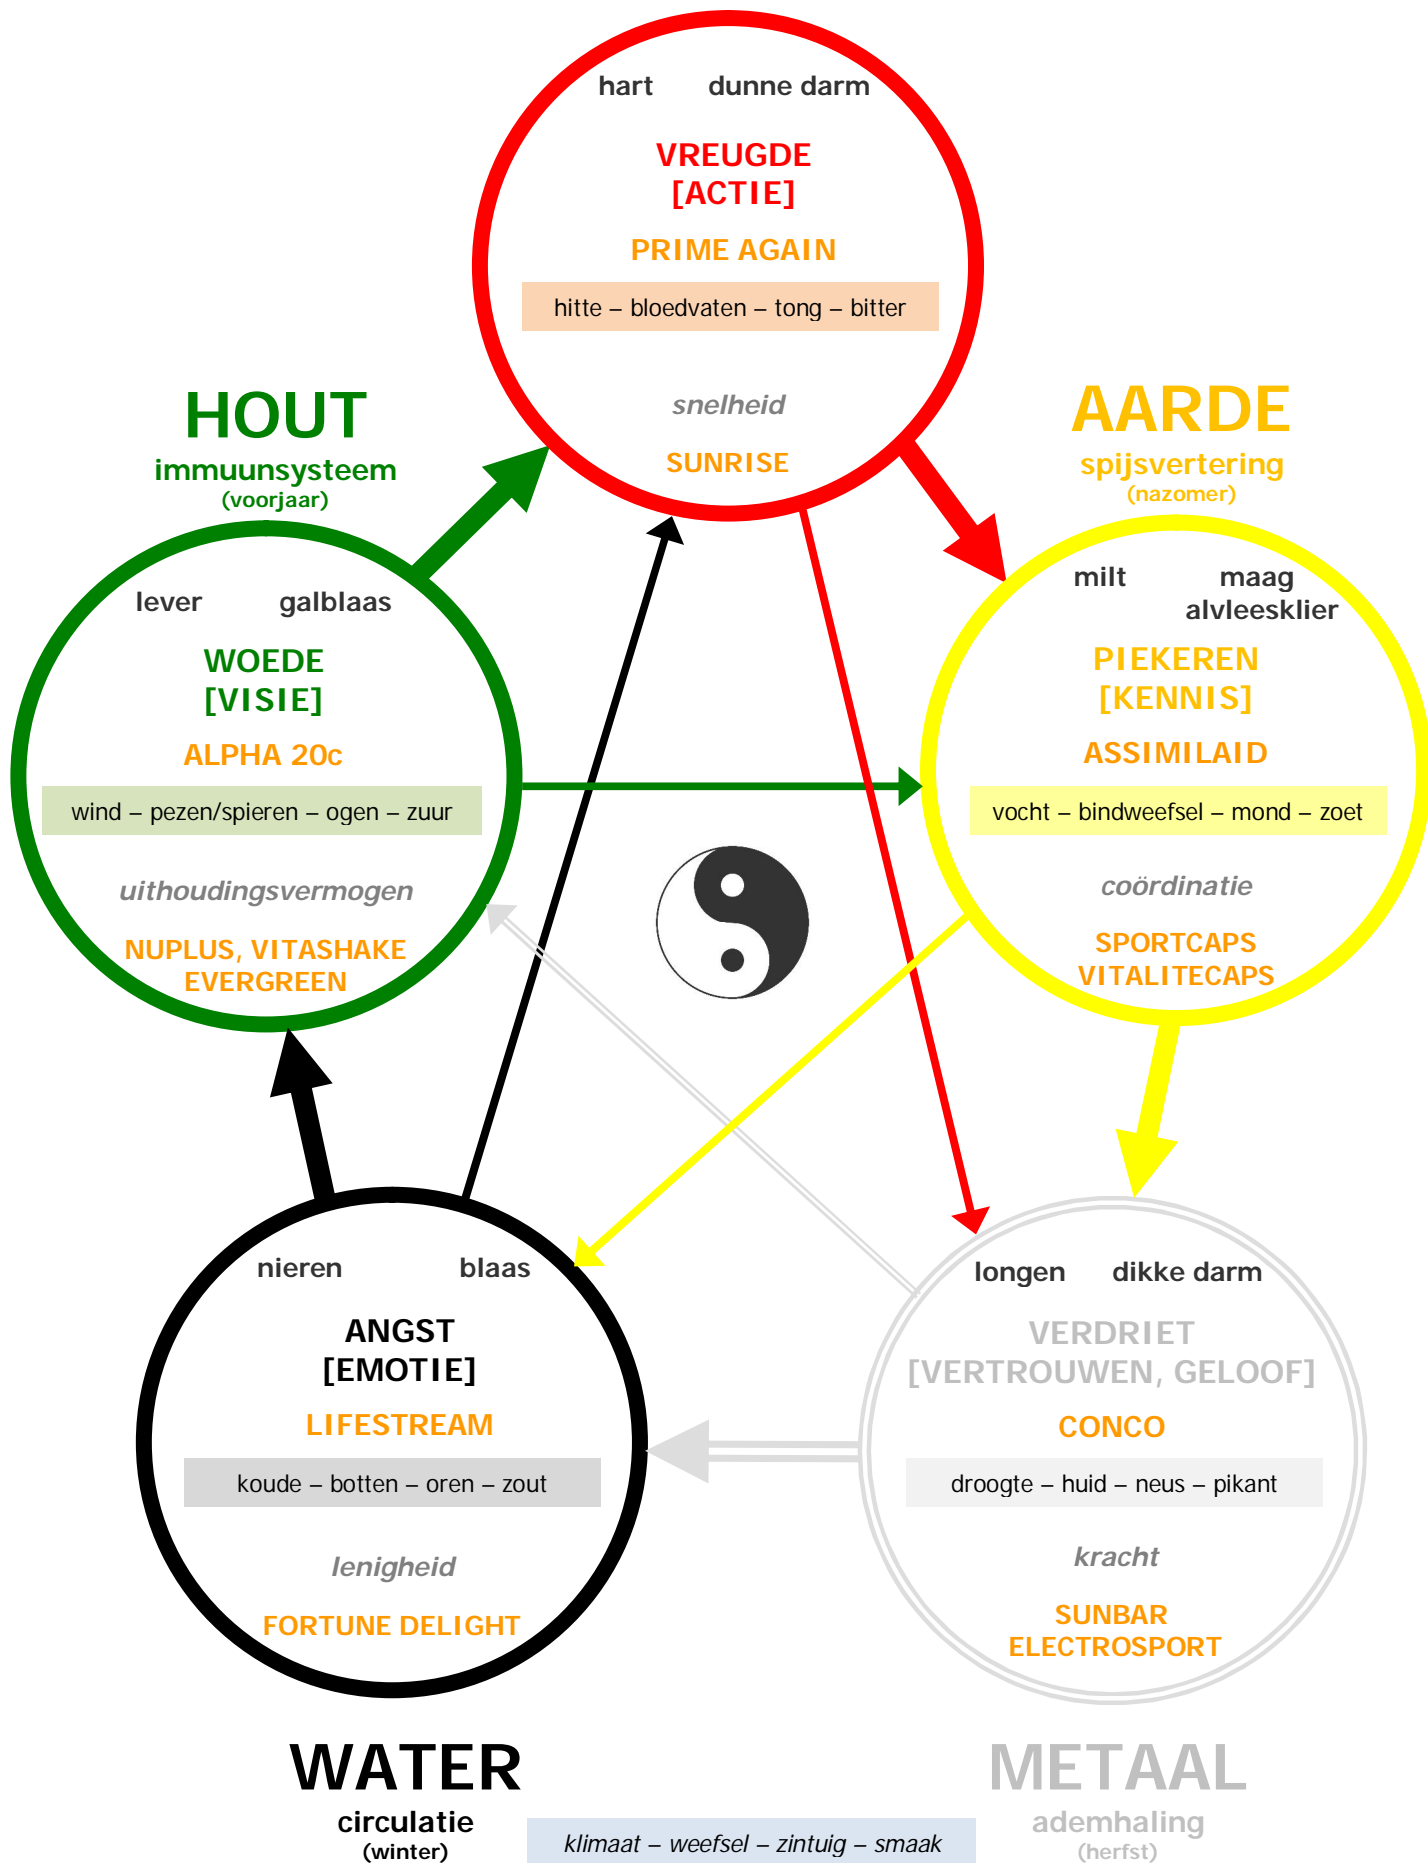 hart dunne darm
VREUGDE
[ACTIE]
PRIME AGAIN
hitte – bloedvaten – tong – bitter
snelheid
SUNRISE
HOUT
immuunsysteem
(voorjaar)
lever galblaas
WOEDE
[VISIE]
ALPHA 20c
wind – pezen/spieren – ogen – zuur
uithoudingsvermogen
NUPLUS, VITASHAKE
EVERGREEN
AARDE
spijsvertering
(nazomer)
milt maag
alvleesklier
PIEKEREN
[KENNIS]
ASSIMILAID
vocht – bindweefsel – mond – zoet
coördinatie
SPORTCAPS
VITALITECAPS
nieren blaas
ANGST
[EMOTIE]
LIFESTREAM
koude – botten – oren – zout
lenigheid
FORTUNE DELIGHT
WATER
circulatie
(winter)
longen dikke darm
VERDRIET
[VERTROUWEN, GELOOF]
CONCO
droogte – huid – neus – pikant
kracht
SUNBAR
ELECTROSPORT
METAAL
ademhaling
(herfst)
klimaat – weefsel – zintuig – smaak